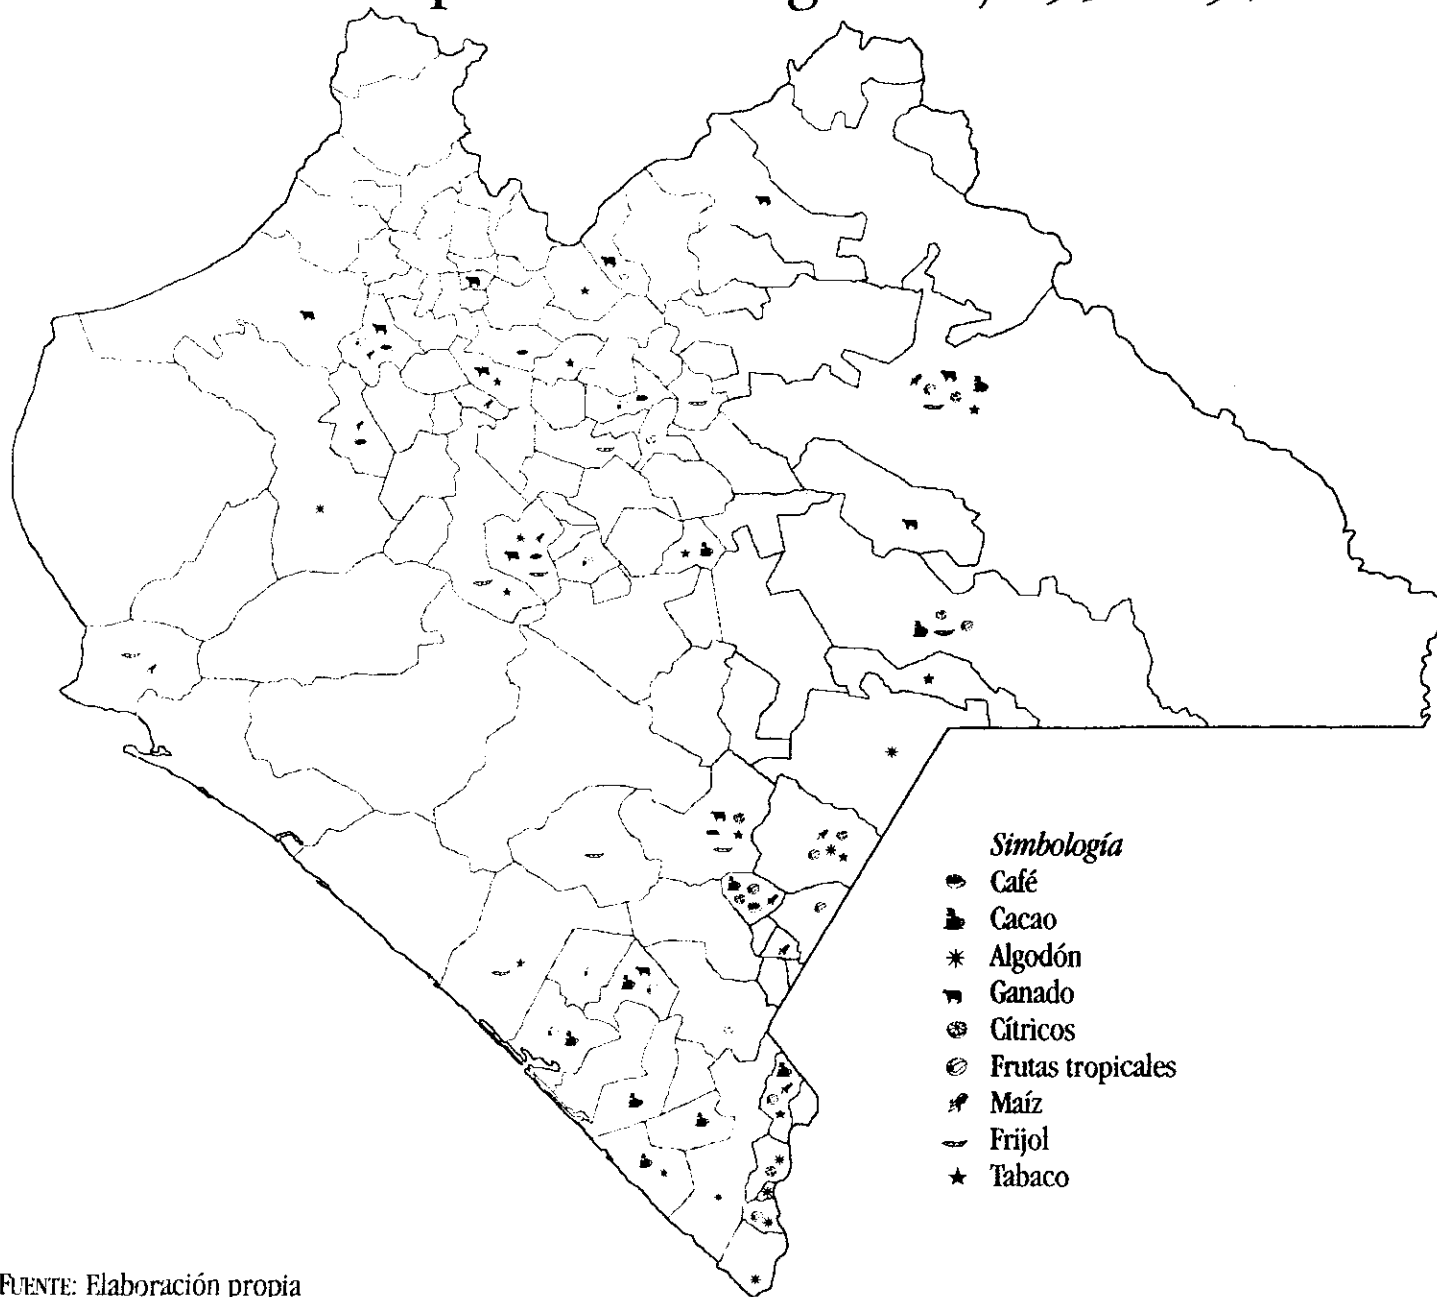 Simbología
Café
Cacao
Algodón
Ganado
Cítricos
Frutas tropicales
Maíz
Frijol
Tabaco
FUENTE: Elaboración propia